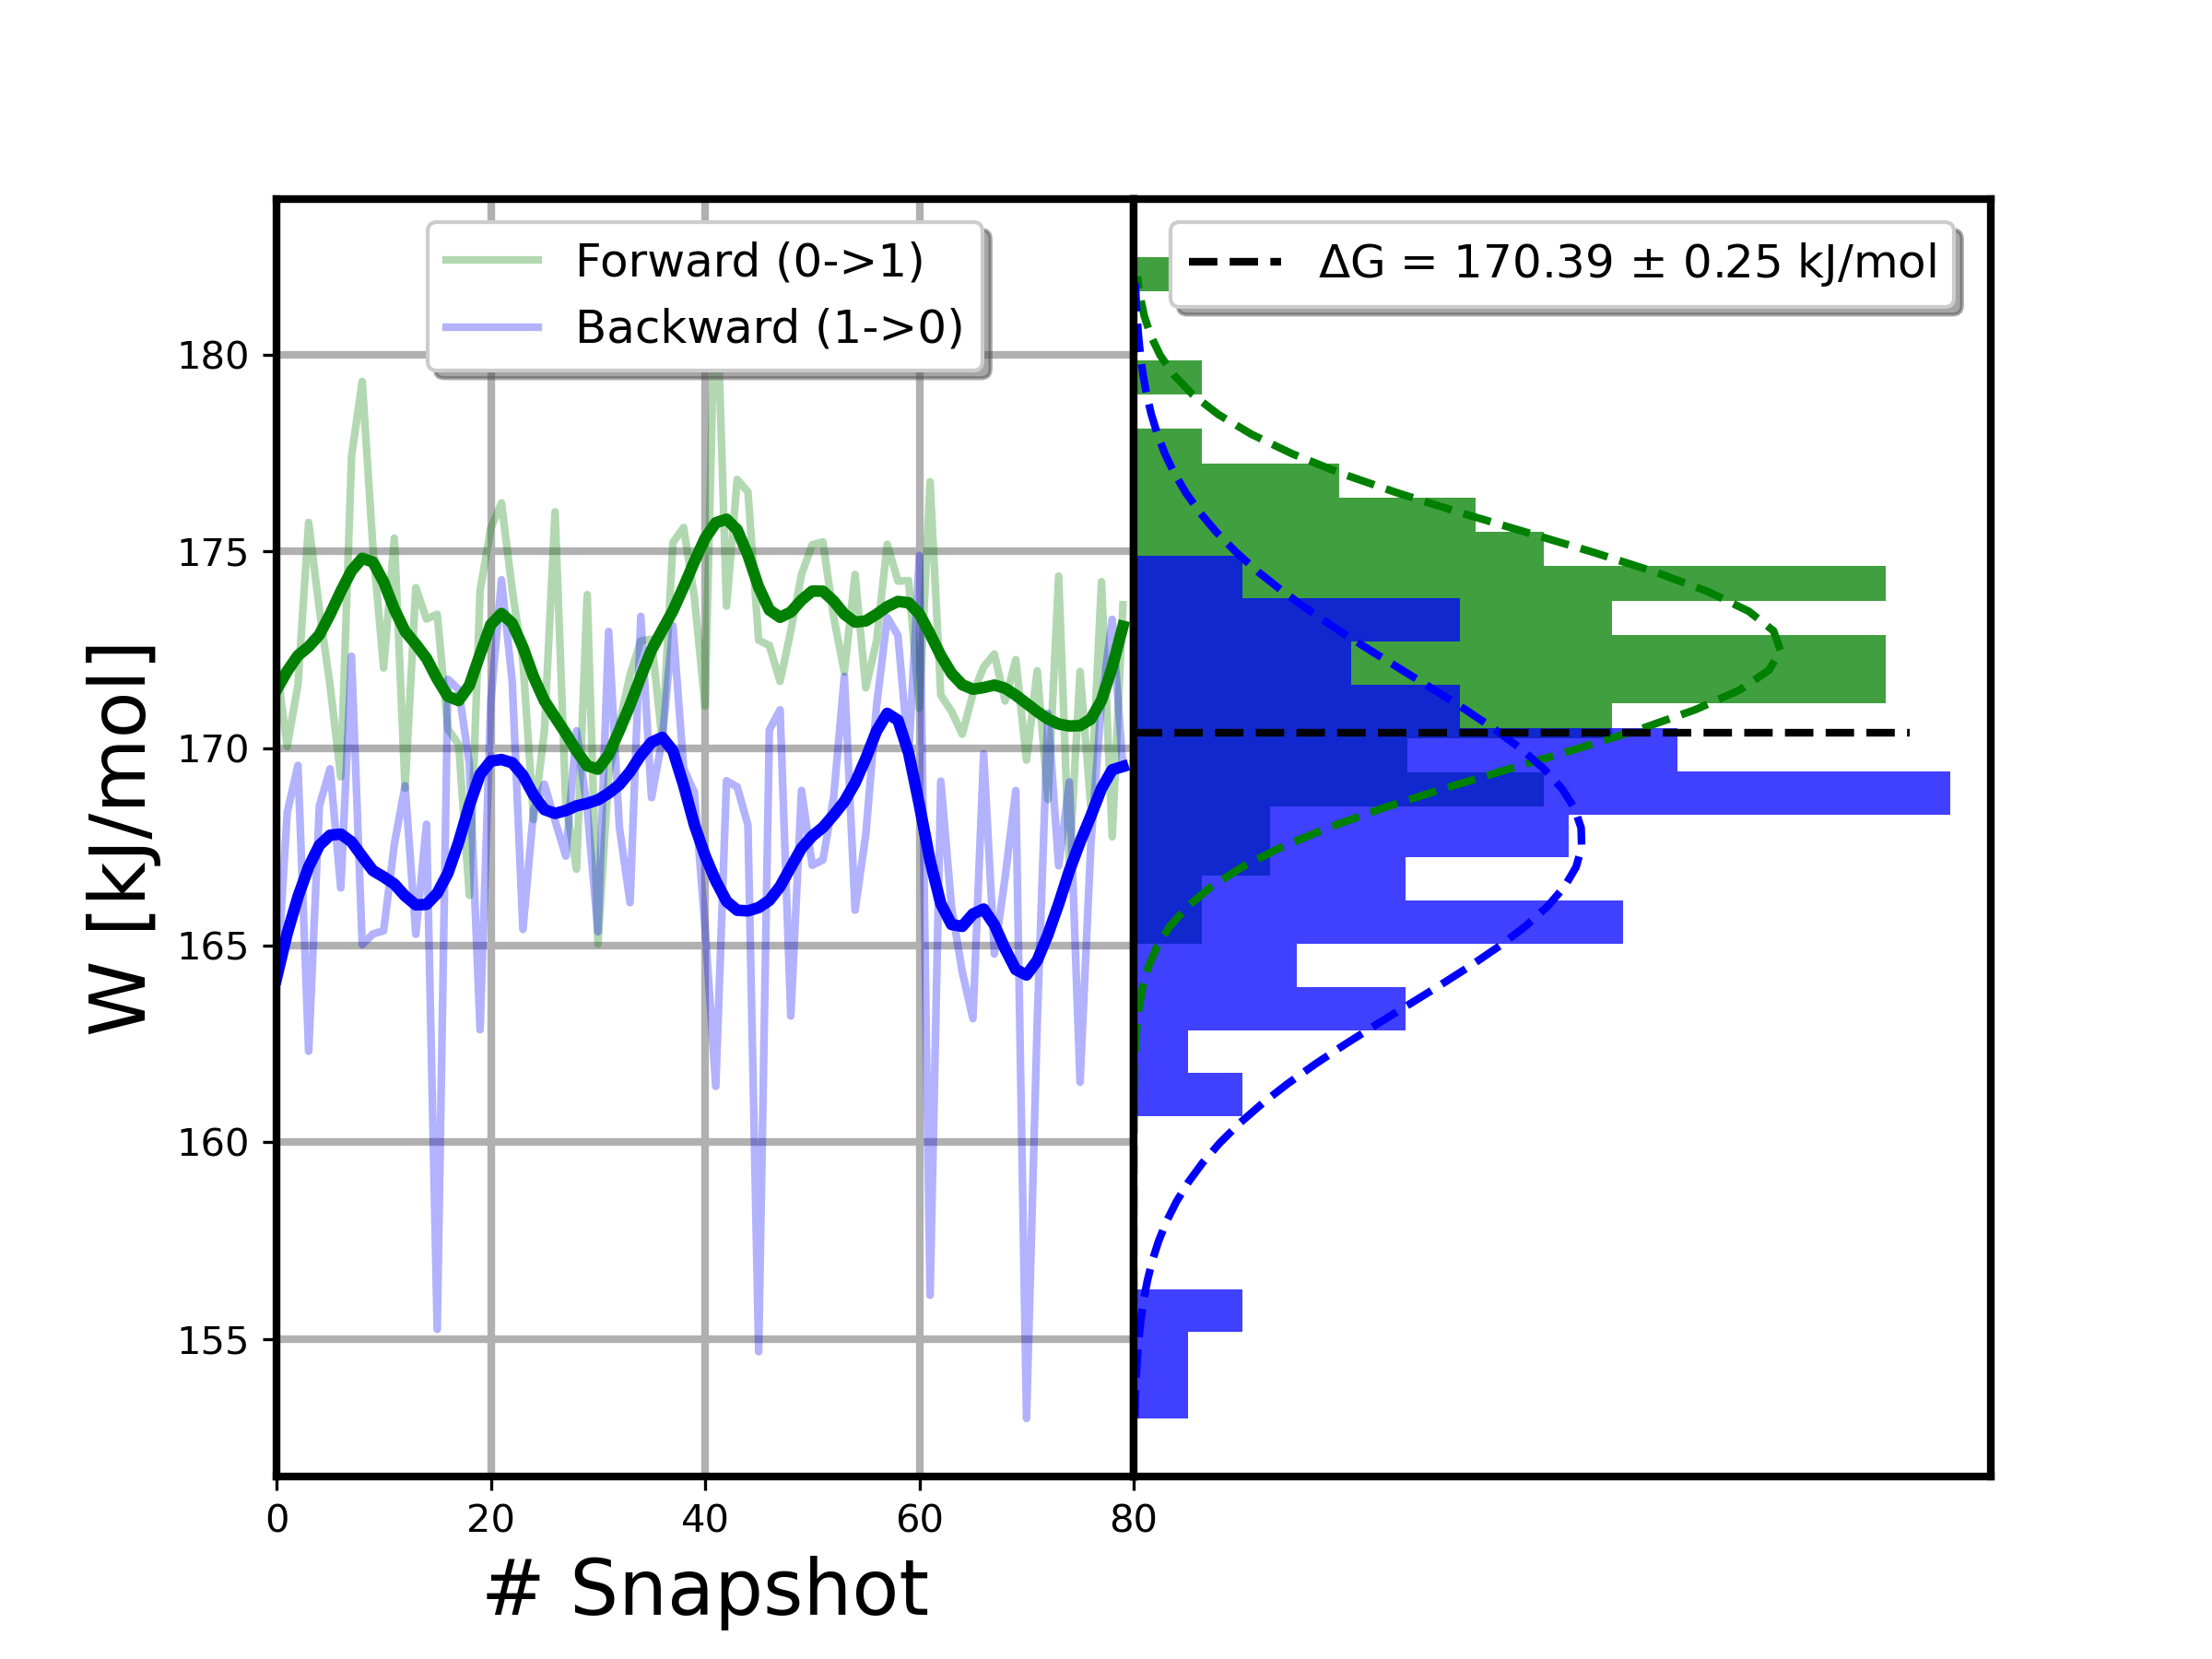 Forward (0->1)
Backward (1->0)
ΔG = 170.39 ± 0.25 kJ/mol
180
175
170
165
160
155
W [kJ/mol]
0
20
40
60
80
# Snapshot